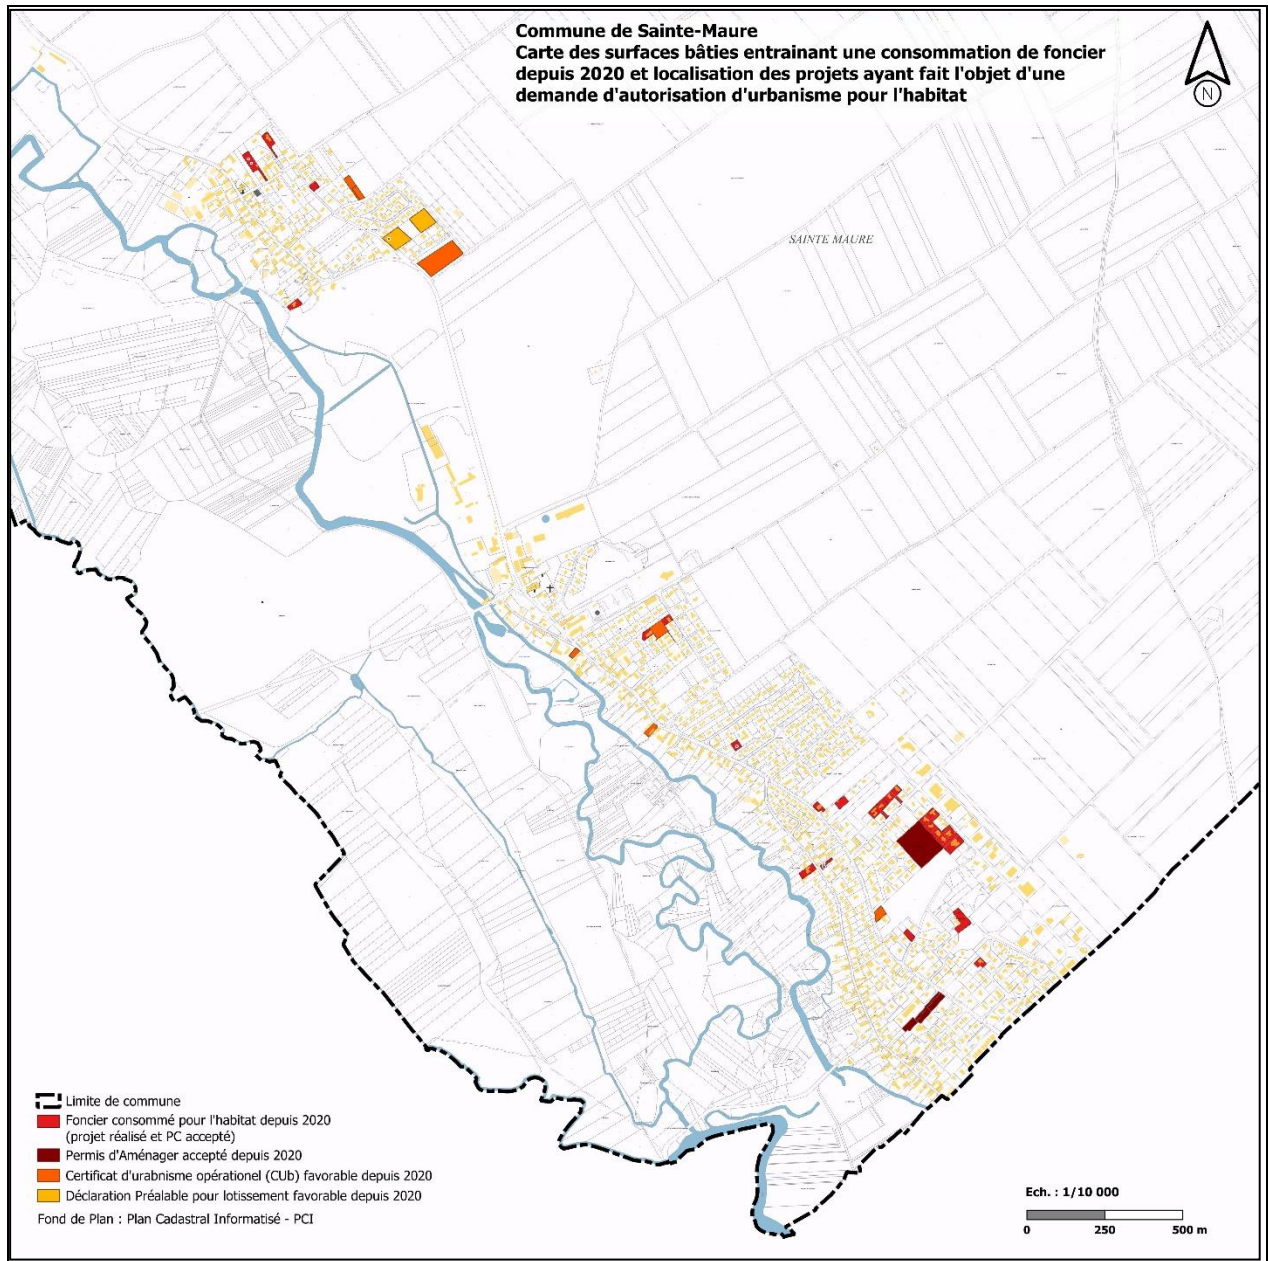 Commune de Sainte-Maure
Carte des surfaces bâties entrainant une consommation de foncier
depuis 2020 et localisation des projets ayant fait l'objet d'une
demande d'autorisation d'urbanisme pour l'habitat
N
SAINTE MAURE
Limite de commune
Foncier consommé pour l'habitat depuis 2020
(projet réalisé et PC accepté)
Permis d'Aménager accepté depuis 2020
Certificat d'urabnisme opérationel (CUb) favorable depuis 2020
Déclaration Préalable pour lotissement favorable depuis 2020
Fond de Plan : Plan Cadastral Informatisé - PCI
Ech. : 1/10 000
0 250 500 m